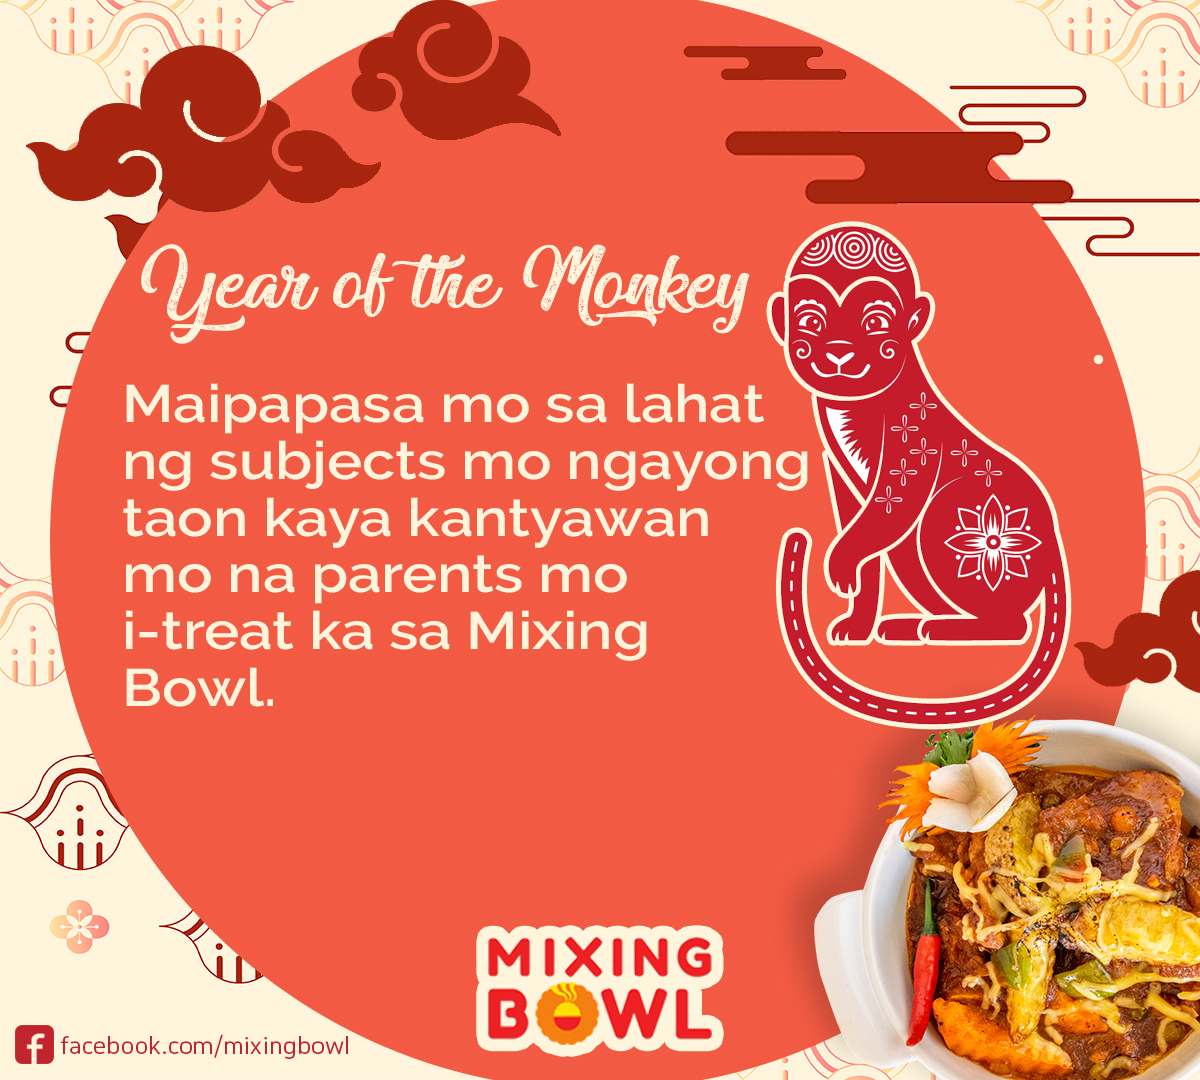 Year of the Monkey
Maipapasa mo sa lahat
ng subjects mo ngayong
taon kaya kantyawan
mo na parents mo
i-treat ka sa Mixing
Bowl.
MIXING
BOWL
facebook.com/mixingbowl